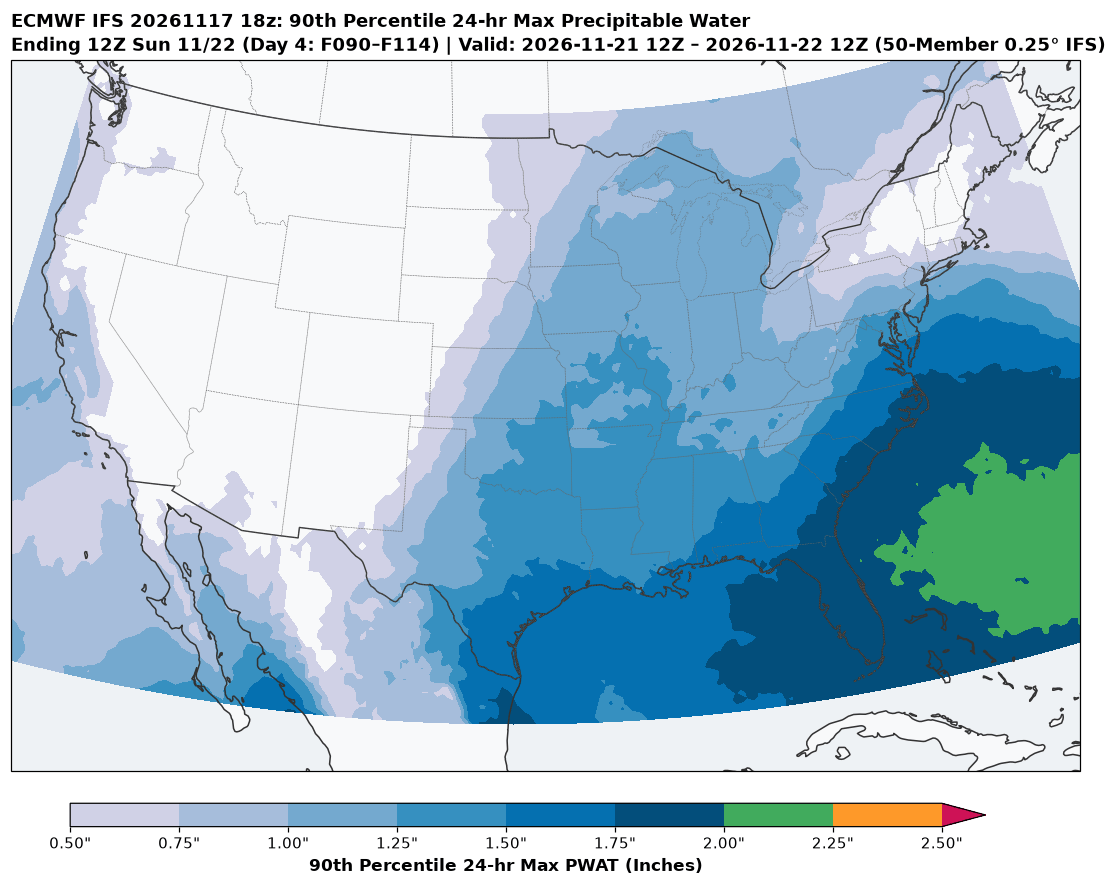 ECMWF IFS 20261117 18z: 90th Percentile 24-hr Max Precipitable Water
Ending 12Z Sun 11/22 (Day 4: F090–F114) | Valid: 2026-11-21 12Z – 2026-11-22 12Z (50-Member 0.25° IFS)
0.50" 0.75" 1.00" 1.25" 1.50" 1.75" 2.00" 2.25" 2.50"
90th Percentile 24-hr Max PWAT (Inches)